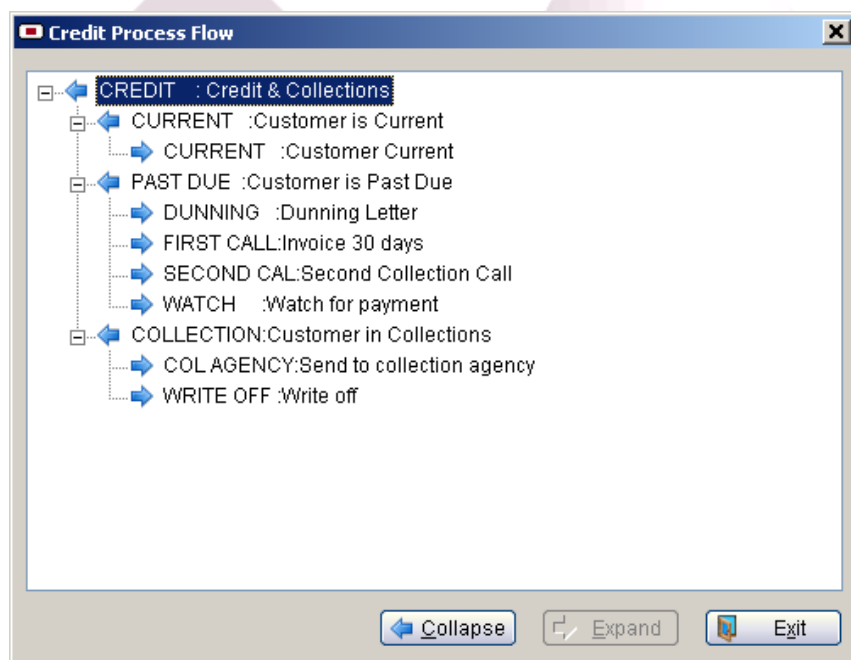 Credit Process Flow
CREDIT : Credit & Collections
CURRENT :Customer is Current
CURRENT :Customer Current
PAST DUE :Customer is Past Due
DUNNING :Dunning Letter
FIRST CALL:Invoice 30 days
SECOND CAL:Second Collection Call
WATCH :Watch for payment
COLLECTION:Customer in Collections
COL AGENCY:Send to collection agency
WRITE OFF :Write off
Collapse Expand Exit